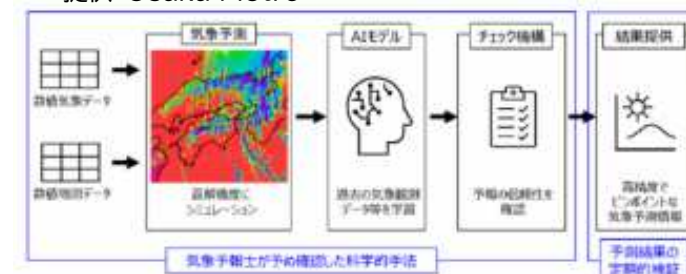 気象予測
AIモデル
チェック機構
結果提供
数値気象データ
数値地図データ
高解像度に
シミュレーション
過去の気象観測
データ等を学習
予報の信頼性を
確認
高精度で
ピンポイントな
気象予測情報
気象予報士が予め確認した科学的手法
予測結果の
定期的検証